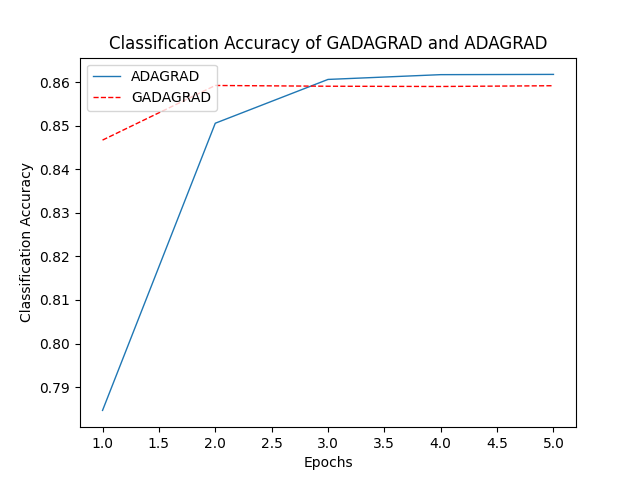 Classification Accuracy of GADAGRAD and ADAGRAD
ADAGRAD
GADAGRAD
0.86
0.85
0.84
0.83
0.82
0.81
0.80
0.79
Classification Accuracy
1.0 1.5 2.0 2.5 3.0 3.5 4.0 4.5 5.0
Epochs